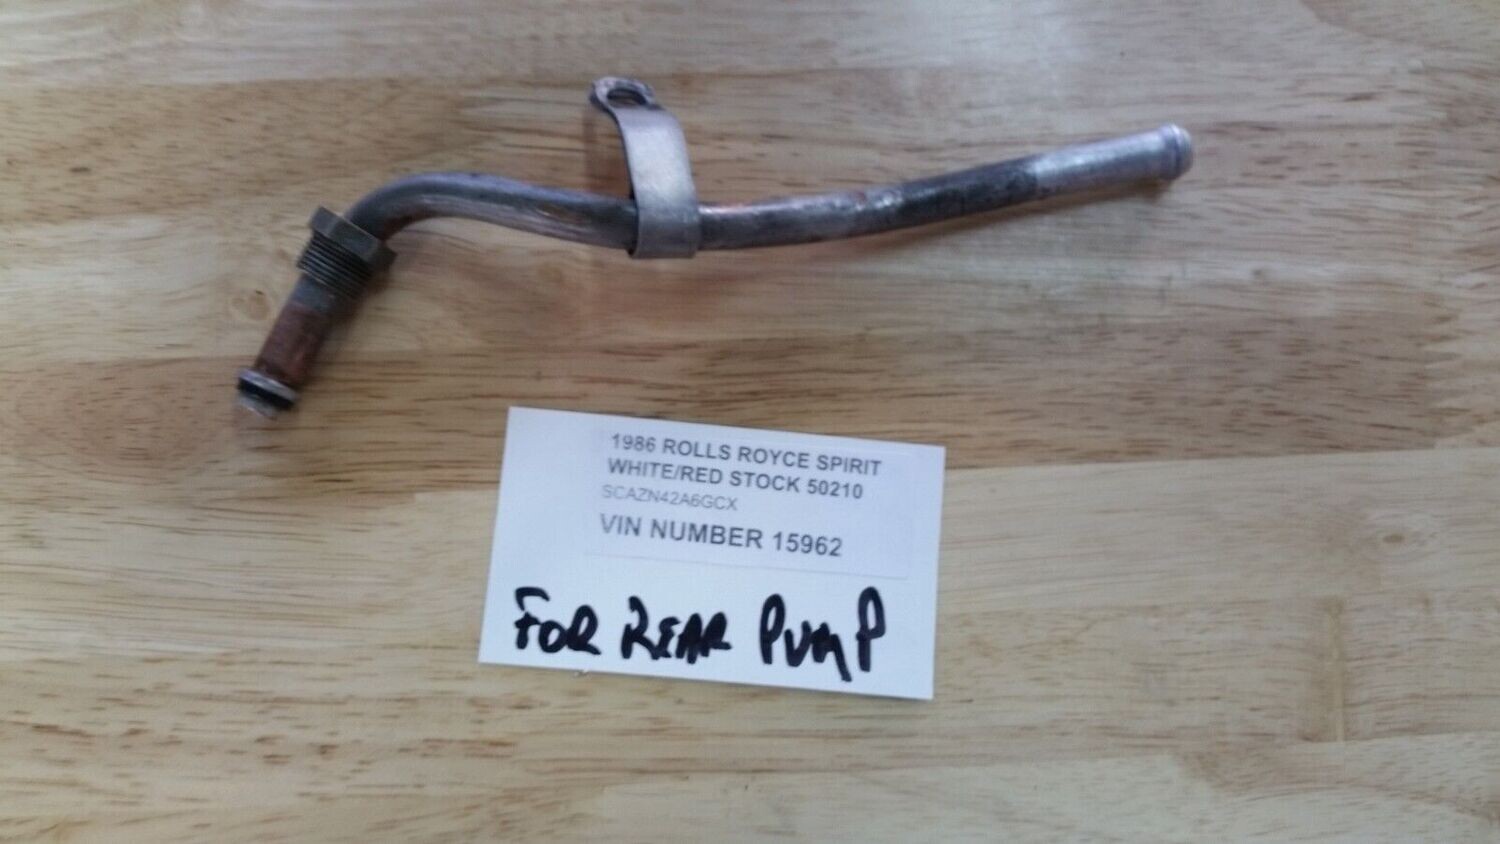 1986 ROLLS ROYCE SPIRIT
WHITE/RED STOCK 50210
SCAZN42A6GCX
VIN NUMBER 15962
FOR REAR PUMP